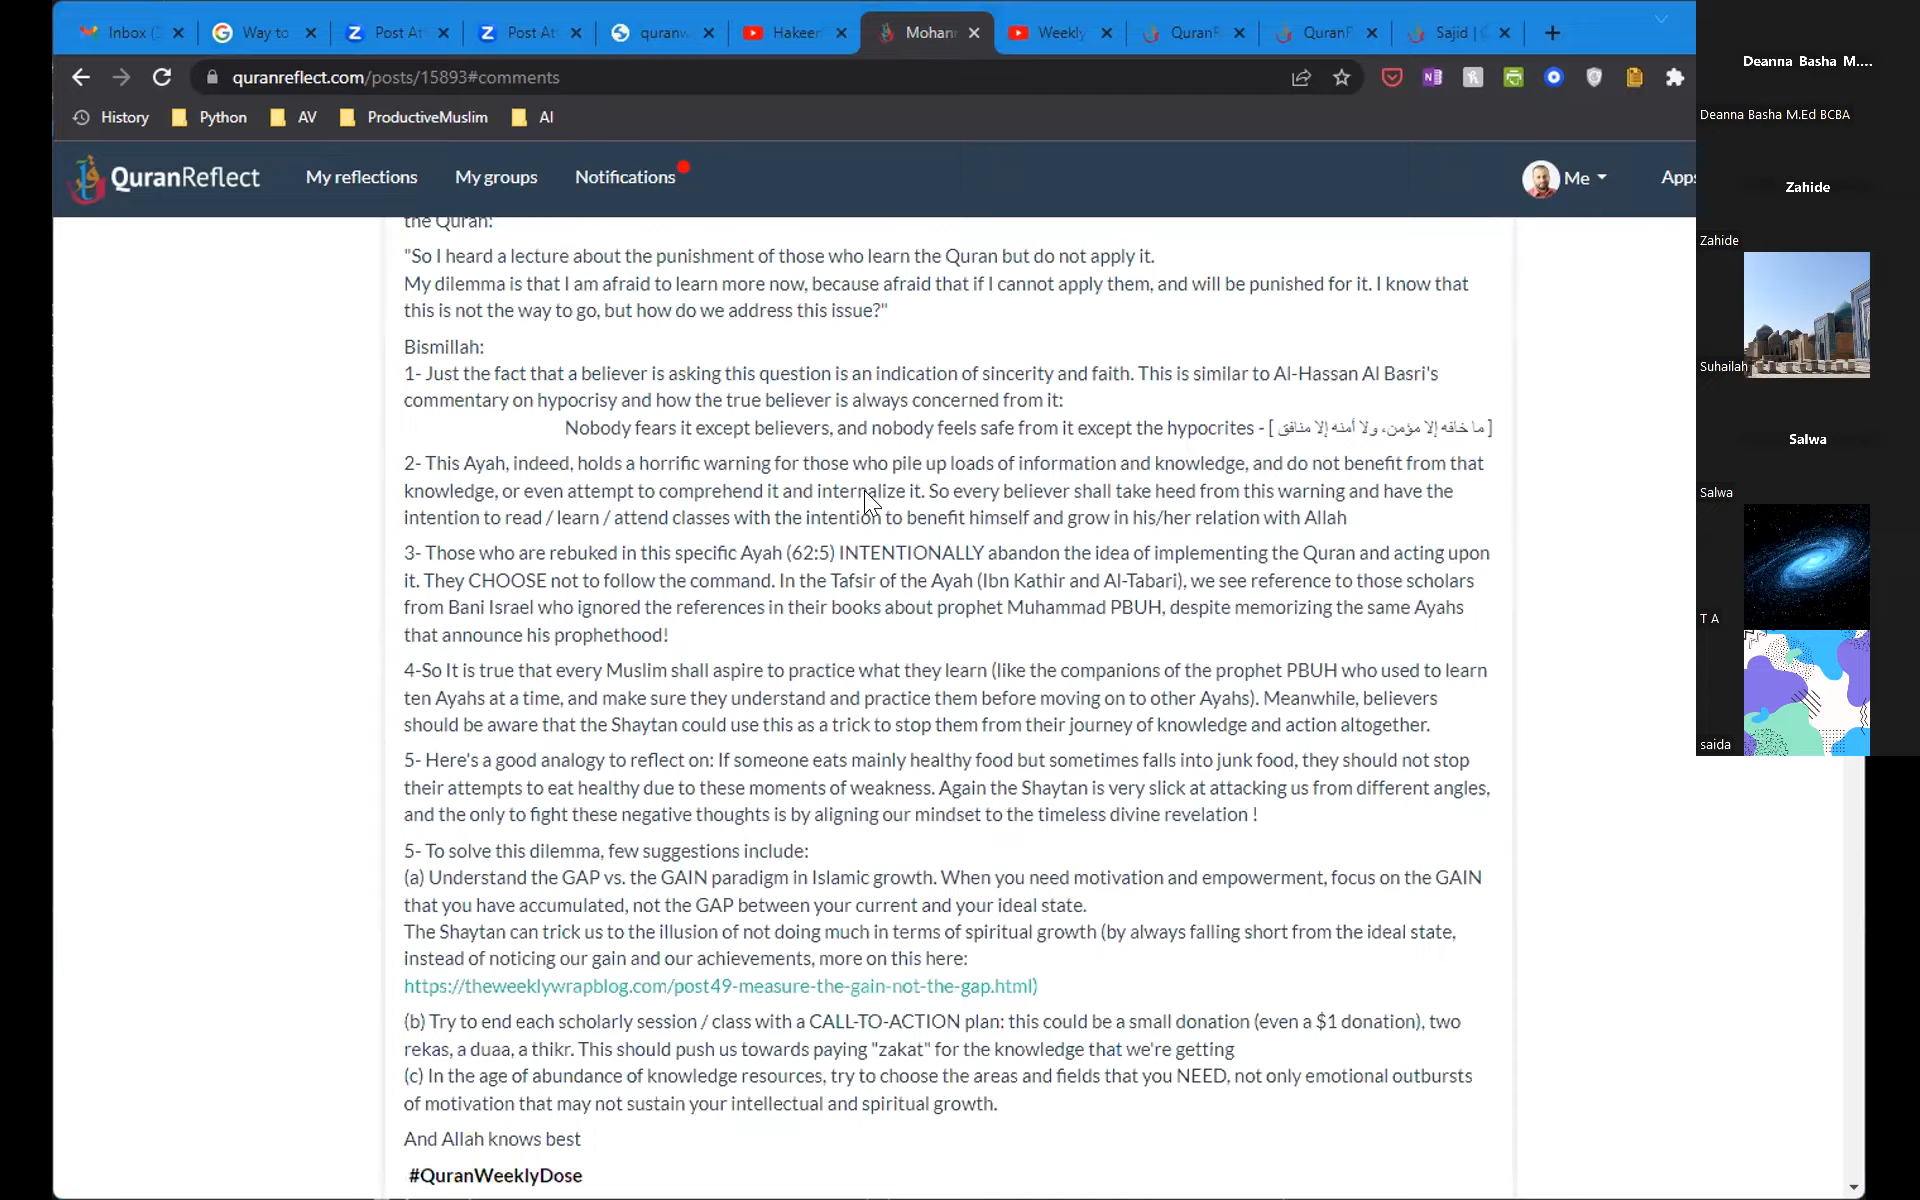 Inbox (
Way to
Post At
Post At
quranw
Hakeer
Mohan
Weekly
QuranR
QuranR
Sajid |
quranreflect.com/posts/15893#comments
History
Python
AV
ProductiveMuslim
AI
QuranReflect
My reflections
My groups
Notifications
Me
Apps
the Quran:
"So I heard a lecture about the punishment of those who learn the Quran but do not apply it.
My dilemma is that I am afraid to learn more now, because afraid that if I cannot apply them, and will be punished for it. I know that
this is not the way to go, but how do we address this issue?"
Bismillah:
1- Just the fact that a believer is asking this question is an indication of sincerity and faith. This is similar to Al-Hassan Al Basri's
commentary on hypocrisy and how the true believer is always concerned from it:
Nobody fears it except believers, and nobody feels safe from it except the hypocrites - [ ما خافه إلا مؤمن، ولا أمنه إلا منافق ]
2- This Ayah, indeed, holds a horrific warning for those who pile up loads of information and knowledge, and do not benefit from that
knowledge, or even attempt to comprehend it and internalize it. So every believer shall take heed from this warning and have the
intention to read / learn / attend classes with the intention to benefit himself and grow in his/her relation with Allah
3- Those who are rebuked in this specific Ayah (62:5) INTENTIONALLY abandon the idea of implementing the Quran and acting upon
it. They CHOOSE not to follow the command. In the Tafsir of the Ayah (Ibn Kathir and Al-Tabari), we see reference to those scholars
from Bani Israel who ignored the references in their books about prophet Muhammad PBUH, despite memorizing the same Ayahs
that announce his prophethood!
4-So It is true that every Muslim shall aspire to practice what they learn (like the companions of the prophet PBUH who used to learn
ten Ayahs at a time, and make sure they understand and practice them before moving on to other Ayahs). Meanwhile, believers
should be aware that the Shaytan could use this as a trick to stop them from their journey of knowledge and action altogether.
5- Here's a good analogy to reflect on: If someone eats mainly healthy food but sometimes falls into junk food, they should not stop
their attempts to eat healthy due to these moments of weakness. Again the Shaytan is very slick at attacking us from different angles,
and the only to fight these negative thoughts is by aligning our mindset to the timeless divine revelation !
5- To solve this dilemma, few suggestions include:
(a) Understand the GAP vs. the GAIN paradigm in Islamic growth. When you need motivation and empowerment, focus on the GAIN
that you have accumulated, not the GAP between your current and your ideal state.
The Shaytan can trick us to the illusion of not doing much in terms of spiritual growth (by always falling short from the ideal state,
instead of noticing our gain and our achievements, more on this here:
https://theweeklywrapblog.com/post49-measure-the-gain-not-the-gap.html)
(b) Try to end each scholarly session / class with a CALL-TO-ACTION plan: this could be a small donation (even a $1 donation), two
rekas, a duaa, a thikr. This should push us towards paying "zakat" for the knowledge that we're getting
(c) In the age of abundance of knowledge resources, try to choose the areas and fields that you NEED, not only emotional outbursts
of motivation that may not sustain your intellectual and spiritual growth.
And Allah knows best
#QuranWeeklyDose
Deanna Basha M....
Deanna Basha M.Ed BCBA
Zahide
Zahide
Suhailah
Salwa
Salwa
T A
saida